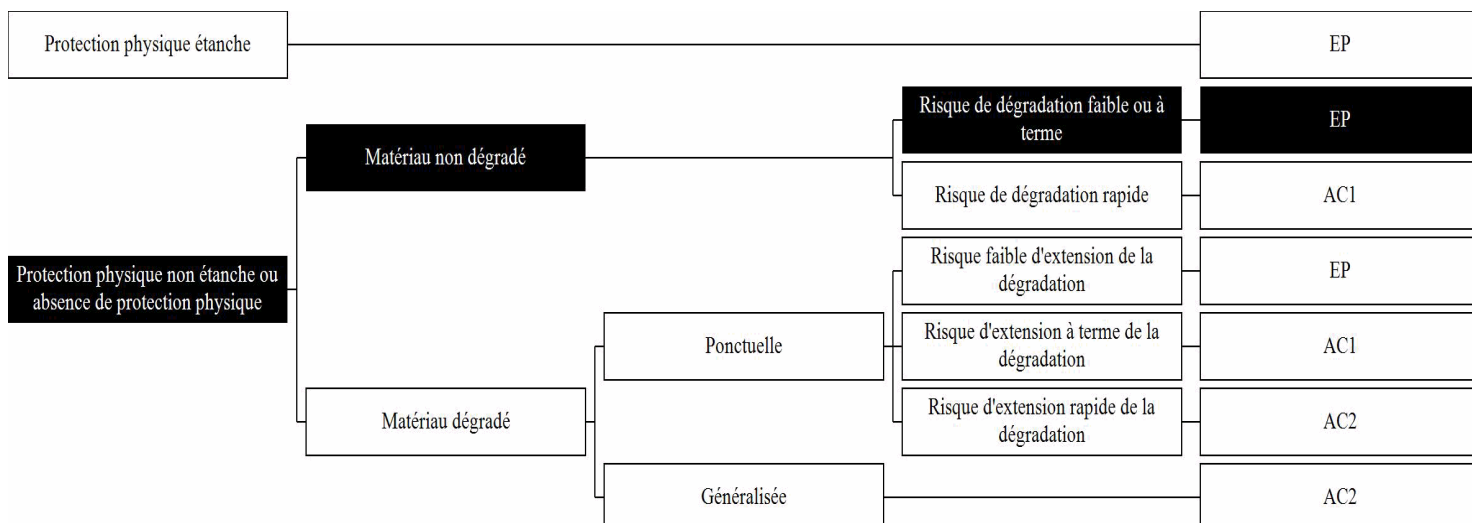 Protection physique étanche
EP
Risque de dégradation faible ou à
terme
EP
Matériau non dégradé
Risque de dégradation rapide
AC1
Protection physique non étanche ou
absence de protection physique
Risque faible d'extension de la
dégradation
EP
Ponctuelle
Risque d'extension à terme de la
dégradation
AC1
Matériau dégradé
Risque d'extension rapide de la
dégradation
AC2
Généralisée
AC2